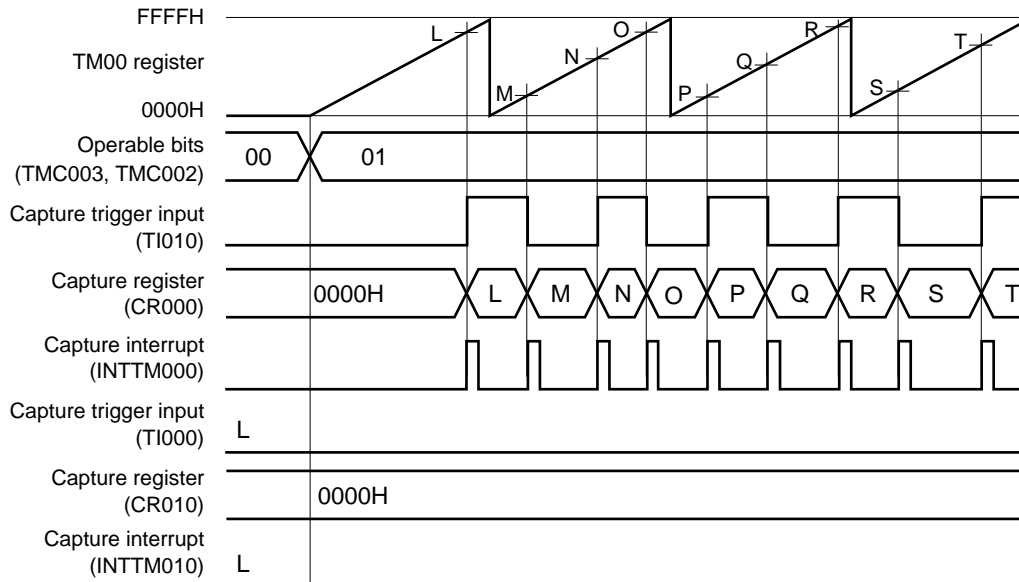 FFFFH
TM00 register
0000H
L
M
N
O
P
Q
R
S
T
Operable bits
(TMC003, TMC002)
00
01
Capture trigger input
(TI010)
Capture register
(CR000)
0000H
L
M
N
O
P
Q
R
S
T
Capture interrupt
(INTTM000)
Capture trigger input
(TI000)
L
Capture register
(CR010)
0000H
Capture interrupt
(INTTM010)
L